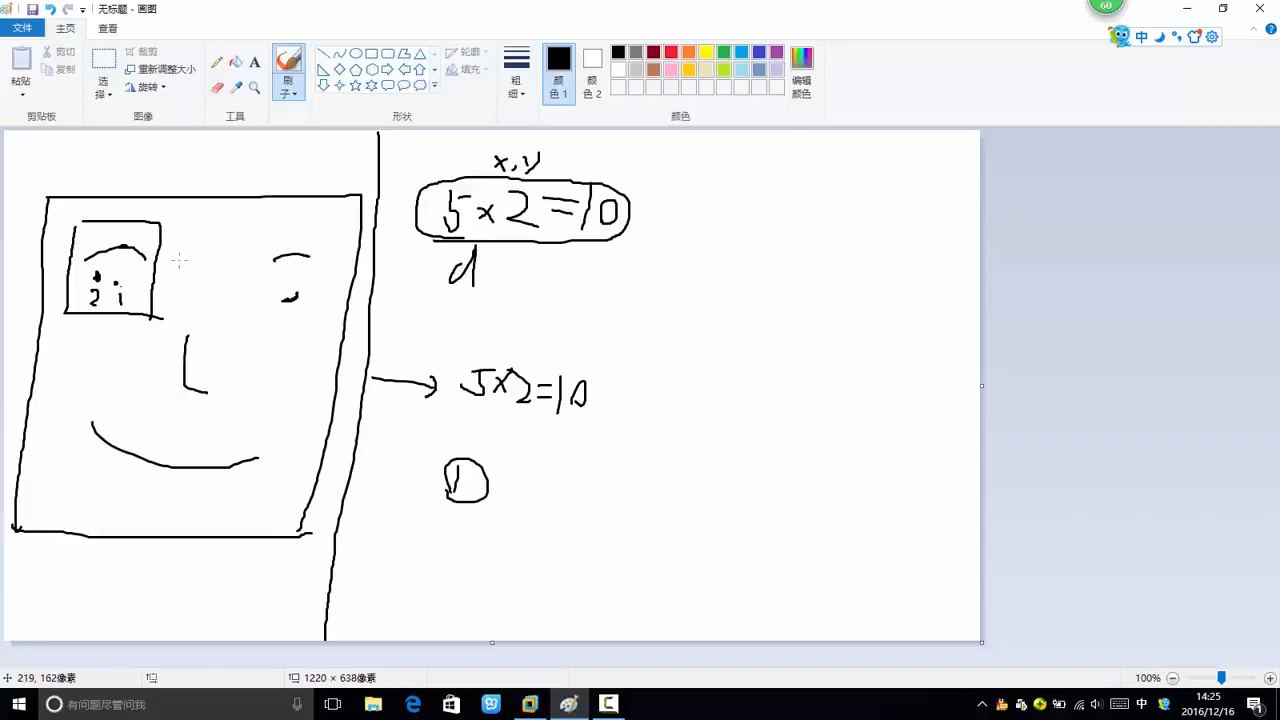 无标题 - 画图
文件 主页 查看
粘贴 剪切 复制 选择 裁剪 重新调整大小 旋转 A 刷子 轮廓 填充 粗细 颜色 1 颜色 2 编辑颜色
剪贴板 图像 工具 形状 颜色
60
中
x,y
5×2=10
d
2 i
5×2=10
1
219, 162像素 1220 × 638像素 100%
有问题尽管问我 中 14:25
2016/12/16